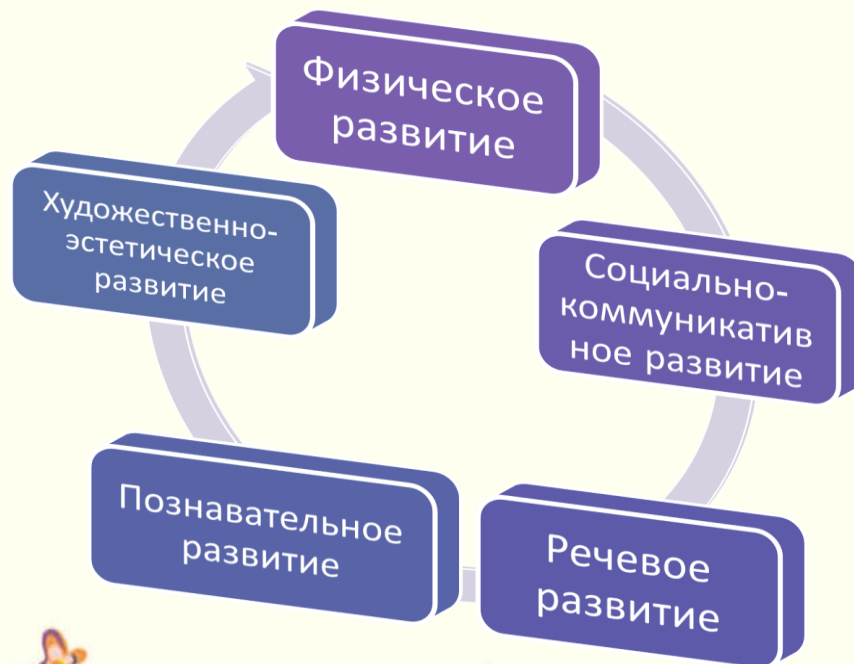 Физическое
развитие
Социально-
коммуникатив
ное развитие
Речевое
развитие
Познавательное
развитие
Художественно-
эстетическое
развитие